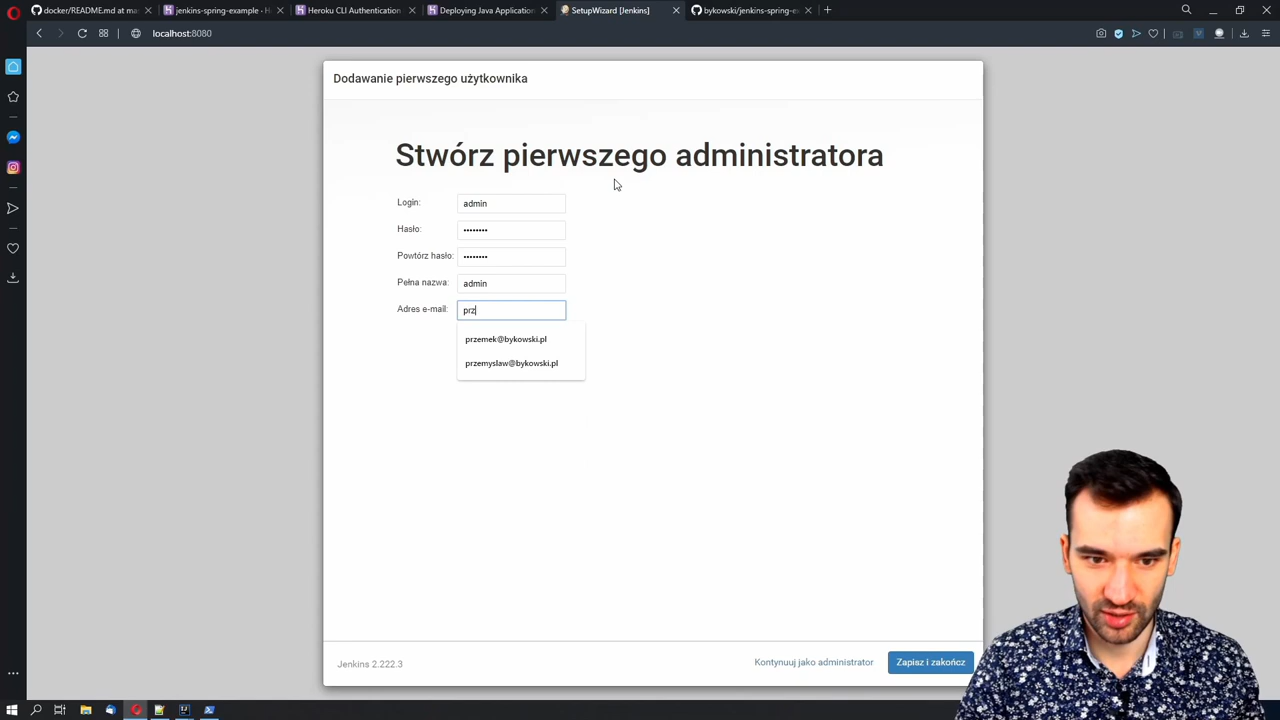 docker/README.md at ma
jenkins-spring-example · H
Heroku CLI Authentication
Deploying Java Applicatio
SetupWizard [Jenkins]
bykowski/jenkins-spring-e
localhost:8080
Dodawanie pierwszego użytkownika
Stwórz pierwszego administratora
Login:
admin
Hasło:
••••••••
Powtórz hasło:
••••••••
Pełna nazwa:
admin
Adres e-mail:
prz
przemek@bykowski.pl
przemyslaw@bykowski.pl
Jenkins 2.222.3
Kontynuuj jako administrator
Zapisz i zakończ